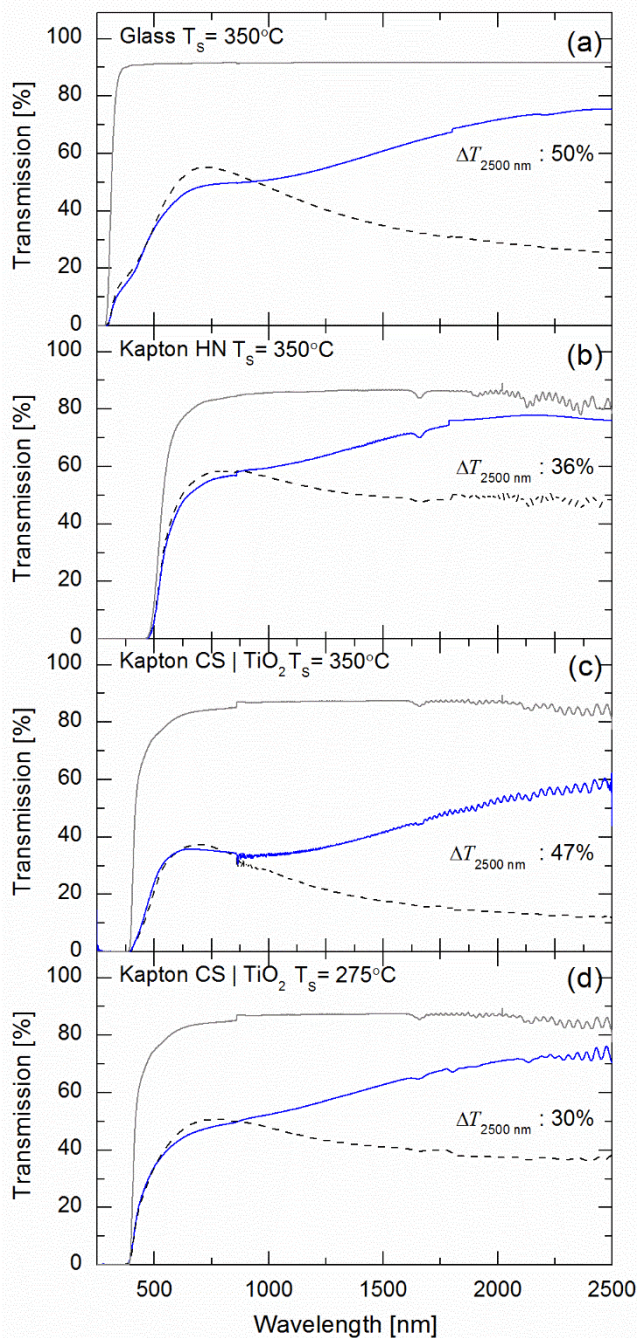 100
80
60
40
20
0
Transmission [%]
Glass T_S = 350°C
(a)
ΔT_2500 nm : 50%
100
80
60
40
20
0
Transmission [%]
Kapton HN T_S= 350°C
(b)
ΔT_2500 nm : 36%
100
80
60
40
20
0
Transmission [%]
Kapton CS | TiO₂ T_S= 350°C
(c)
ΔT_2500 nm : 47%
100
80
60
40
20
0
Transmission [%]
Kapton CS | TiO₂ T_S= 275°C
(d)
ΔT_2500 nm : 30%
500 1000 1500 2000 2500
Wavelength [nm]